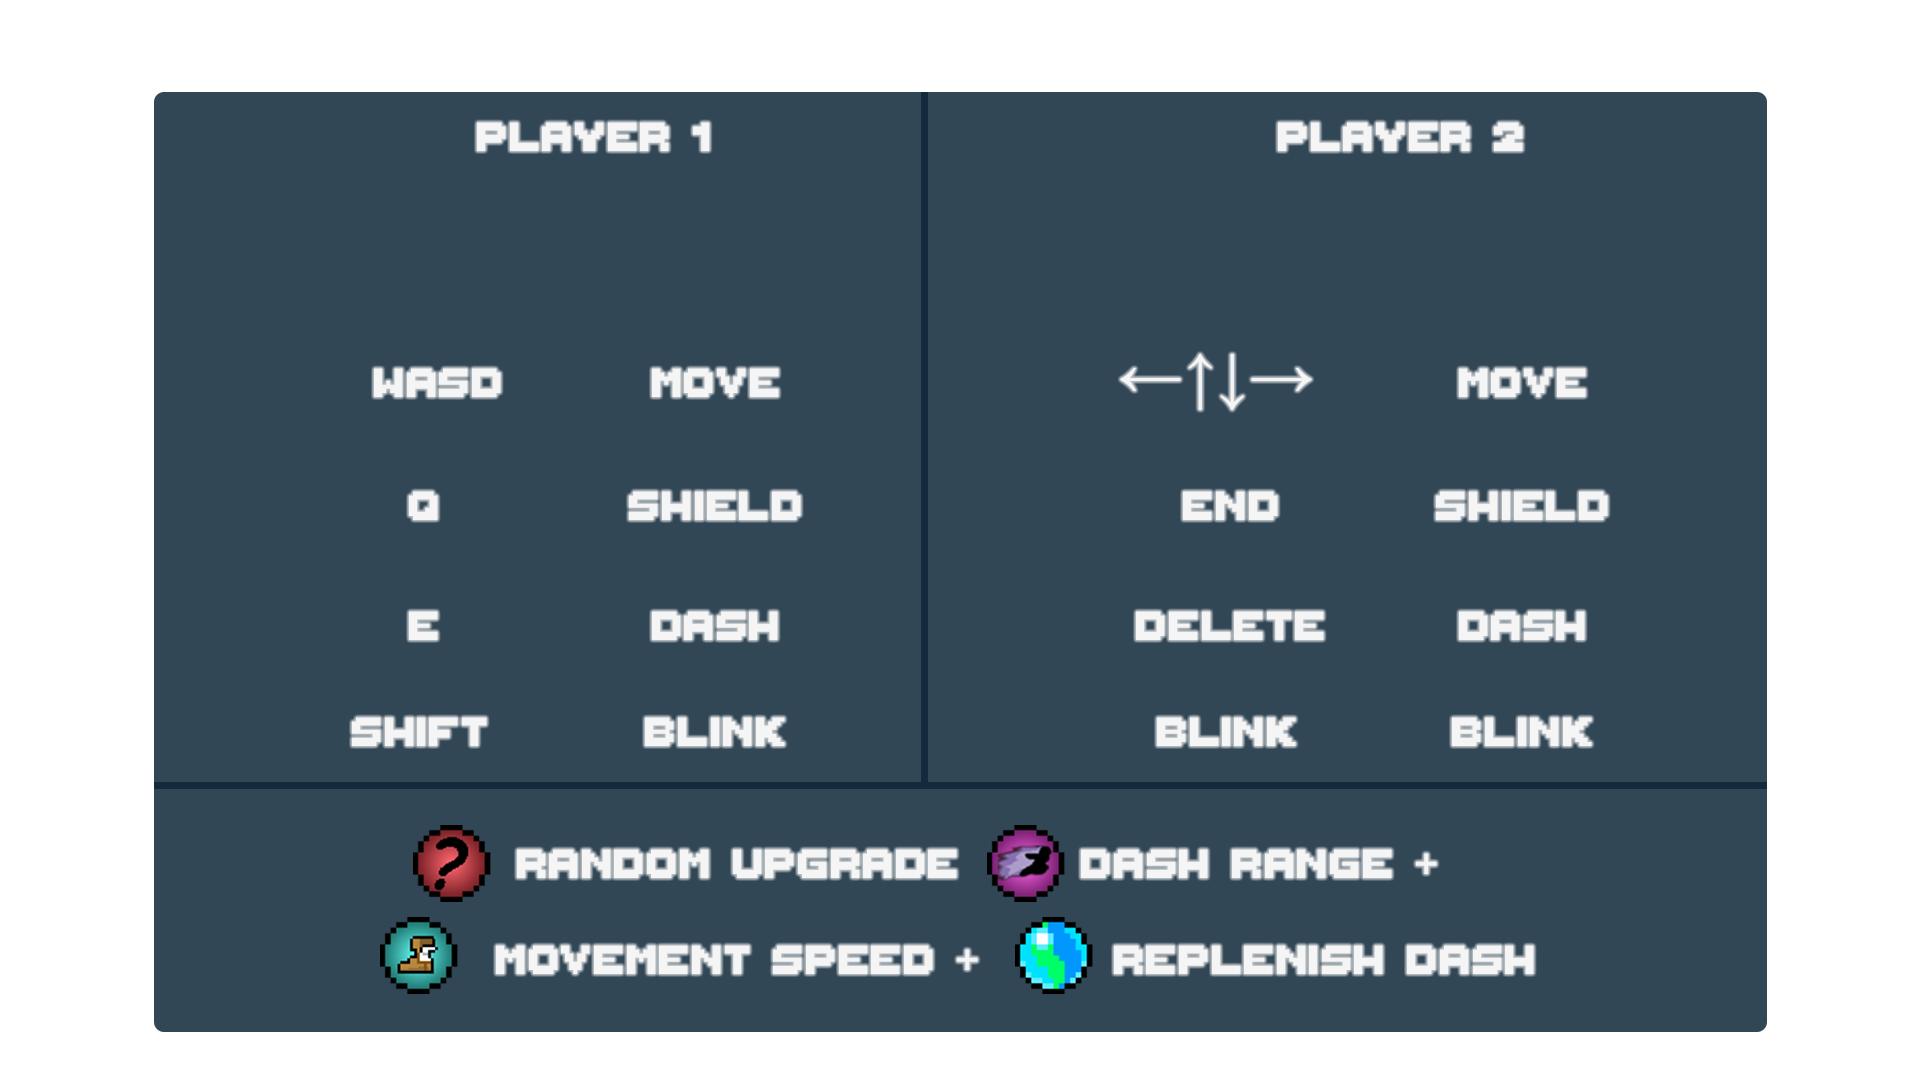 PLAYER 1
WASD MOVE
Q SHIELD
E DASH
SHIFT BLINK
PLAYER 2
←↑↓→ MOVE
END SHIELD
DELETE DASH
BLINK BLINK
? RANDOM UPGRADE
DASH RANGE +
MOVEMENT SPEED +
REPLENISH DASH